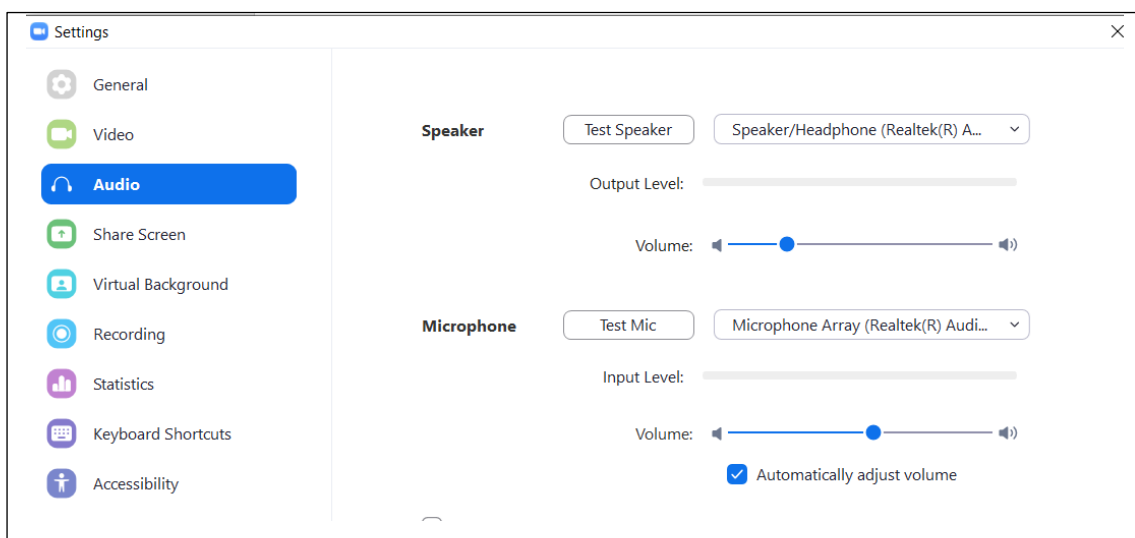 Settings
General
Video
Audio
Share Screen
Virtual Background
Recording
Statistics
Keyboard Shortcuts
Accessibility
Speaker
Test Speaker
Speaker/Headphone (Realtek(R) A...
Output Level:
Volume:
Microphone
Test Mic
Microphone Array (Realtek(R) Audi...
Input Level:
Volume:
Automatically adjust volume